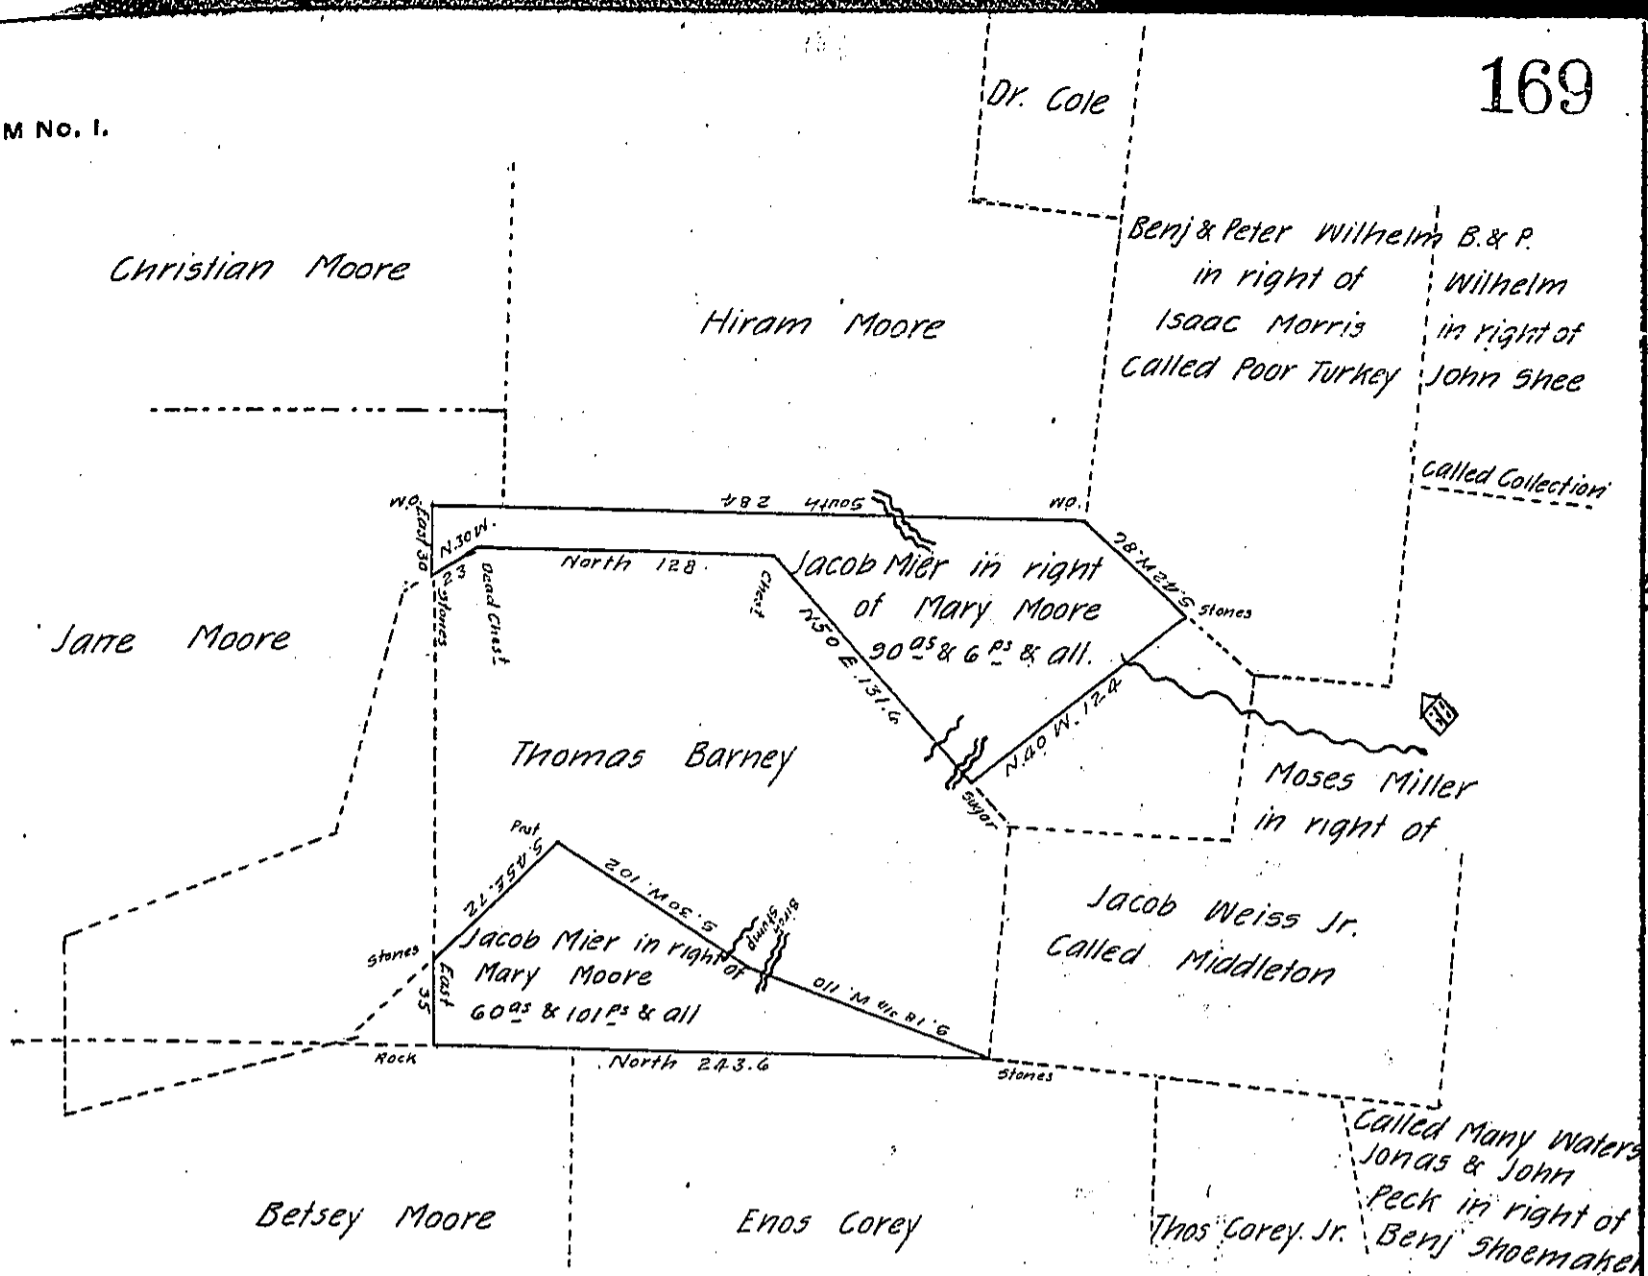 169
M No. 1.
Dr. Cole
Christian Moore
Hiram Moore
Benj & Peter Wilhelm
in right of
Isaac Morris
Called Poor Turkey
B. & P.
Wilhelm
in right of
John Shee
Called Collection
W.O.
South 284
W.O.
East 30
N.30W.
23
Stones
Dead Chest
North 128.
Chest
S.42W.86
Stones
Jacob Mier in right
of Mary Moore
90 as & 6 ps & all.
N50 E.131.6
N.40 W. 124
Sugar
Jane Moore
Thomas Barney
Moses Miller
in right of
Jacob Weiss Jr.
Called Middleton
Post
S.45E.72
S.30W.102
Birch
Stump
S.18 1/2 W.110
Stones
East
35
Jacob Mier in right of
Mary Moore
60 as & 101 Ps & all
Rock
North 243.6
Stones
Betsey Moore
Enos Corey
Thos Corey. Jr.
Called Many Waters
Jonas & John
Peck in right of
Benj Shoemaker